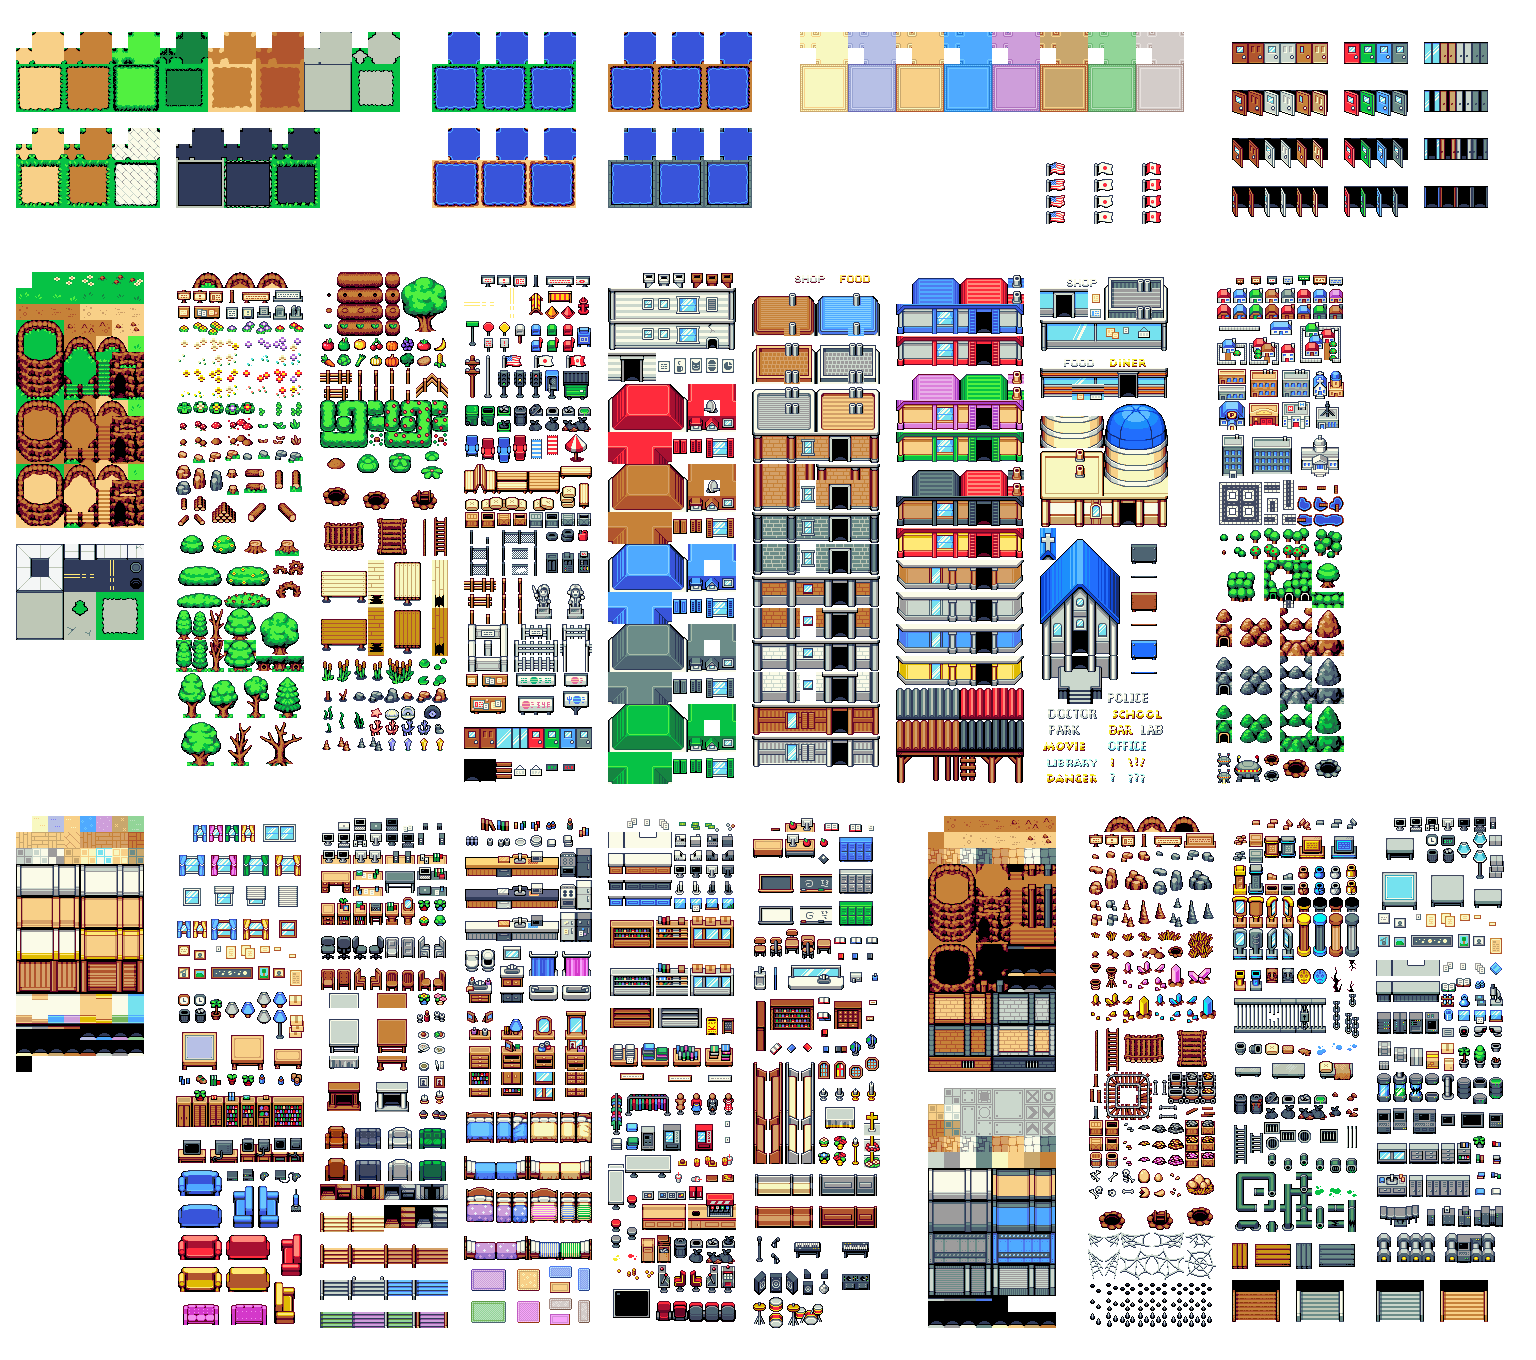 SHOP FOOD
SHOP
FOOD DINER
POLICE
DOCTOR SCHOOL
PARK BAR LAB
MOVIE OFFICE
LIBRARY ! !!!
DANGER ? ???